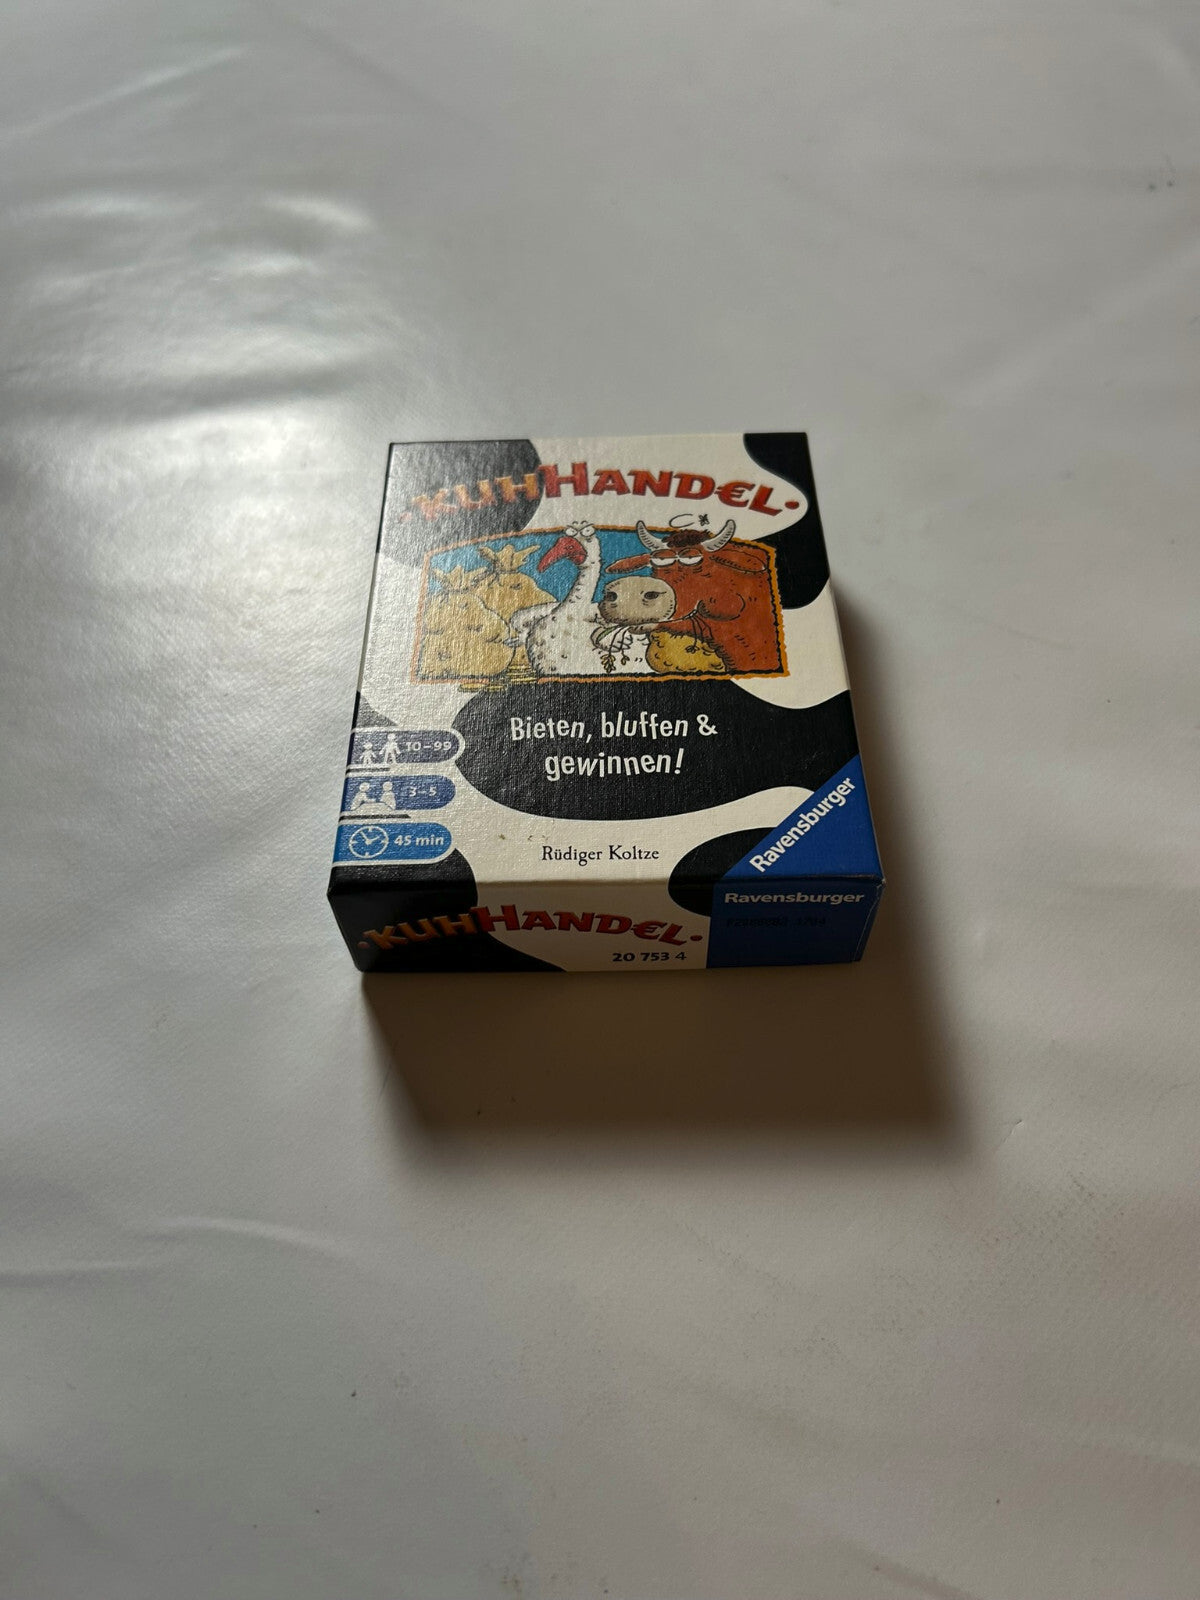 KUHHANDEL
Bieten, bluffen &
gewinnen!
10–99
3–5
45 min
Rüdiger Koltze
Ravensburger
KUHHANDEL
20 753 4
Ravensburger